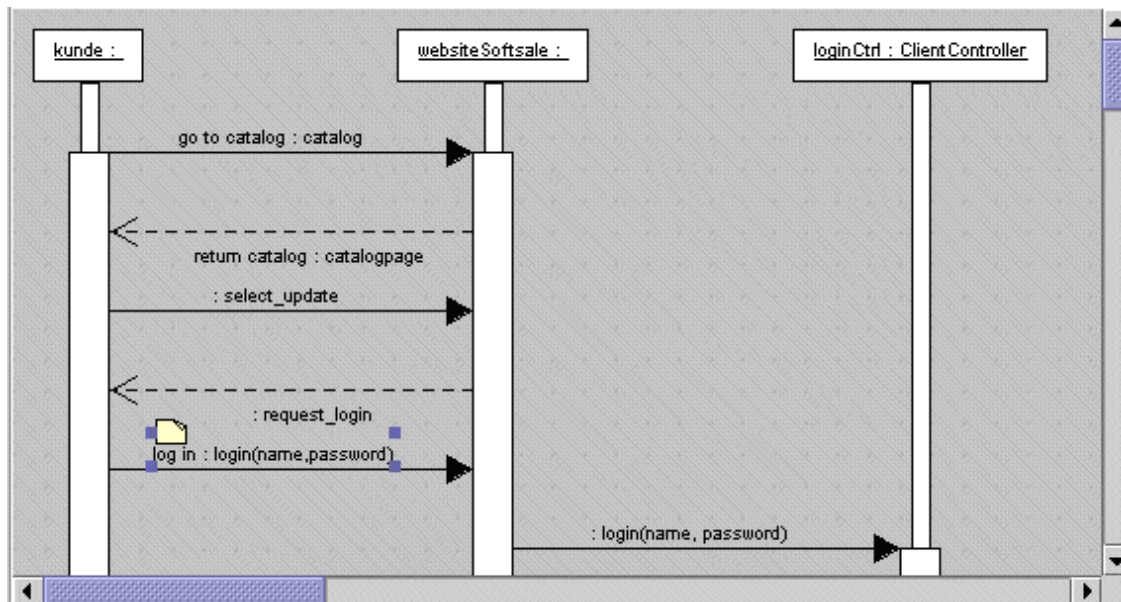 kunde :
websiteSoftsale :
loginCtrl : ClientController
go to catalog : catalog
return catalog : catalogpage
: select_update
: request_login
log in : login(name,password)
: login(name, password)